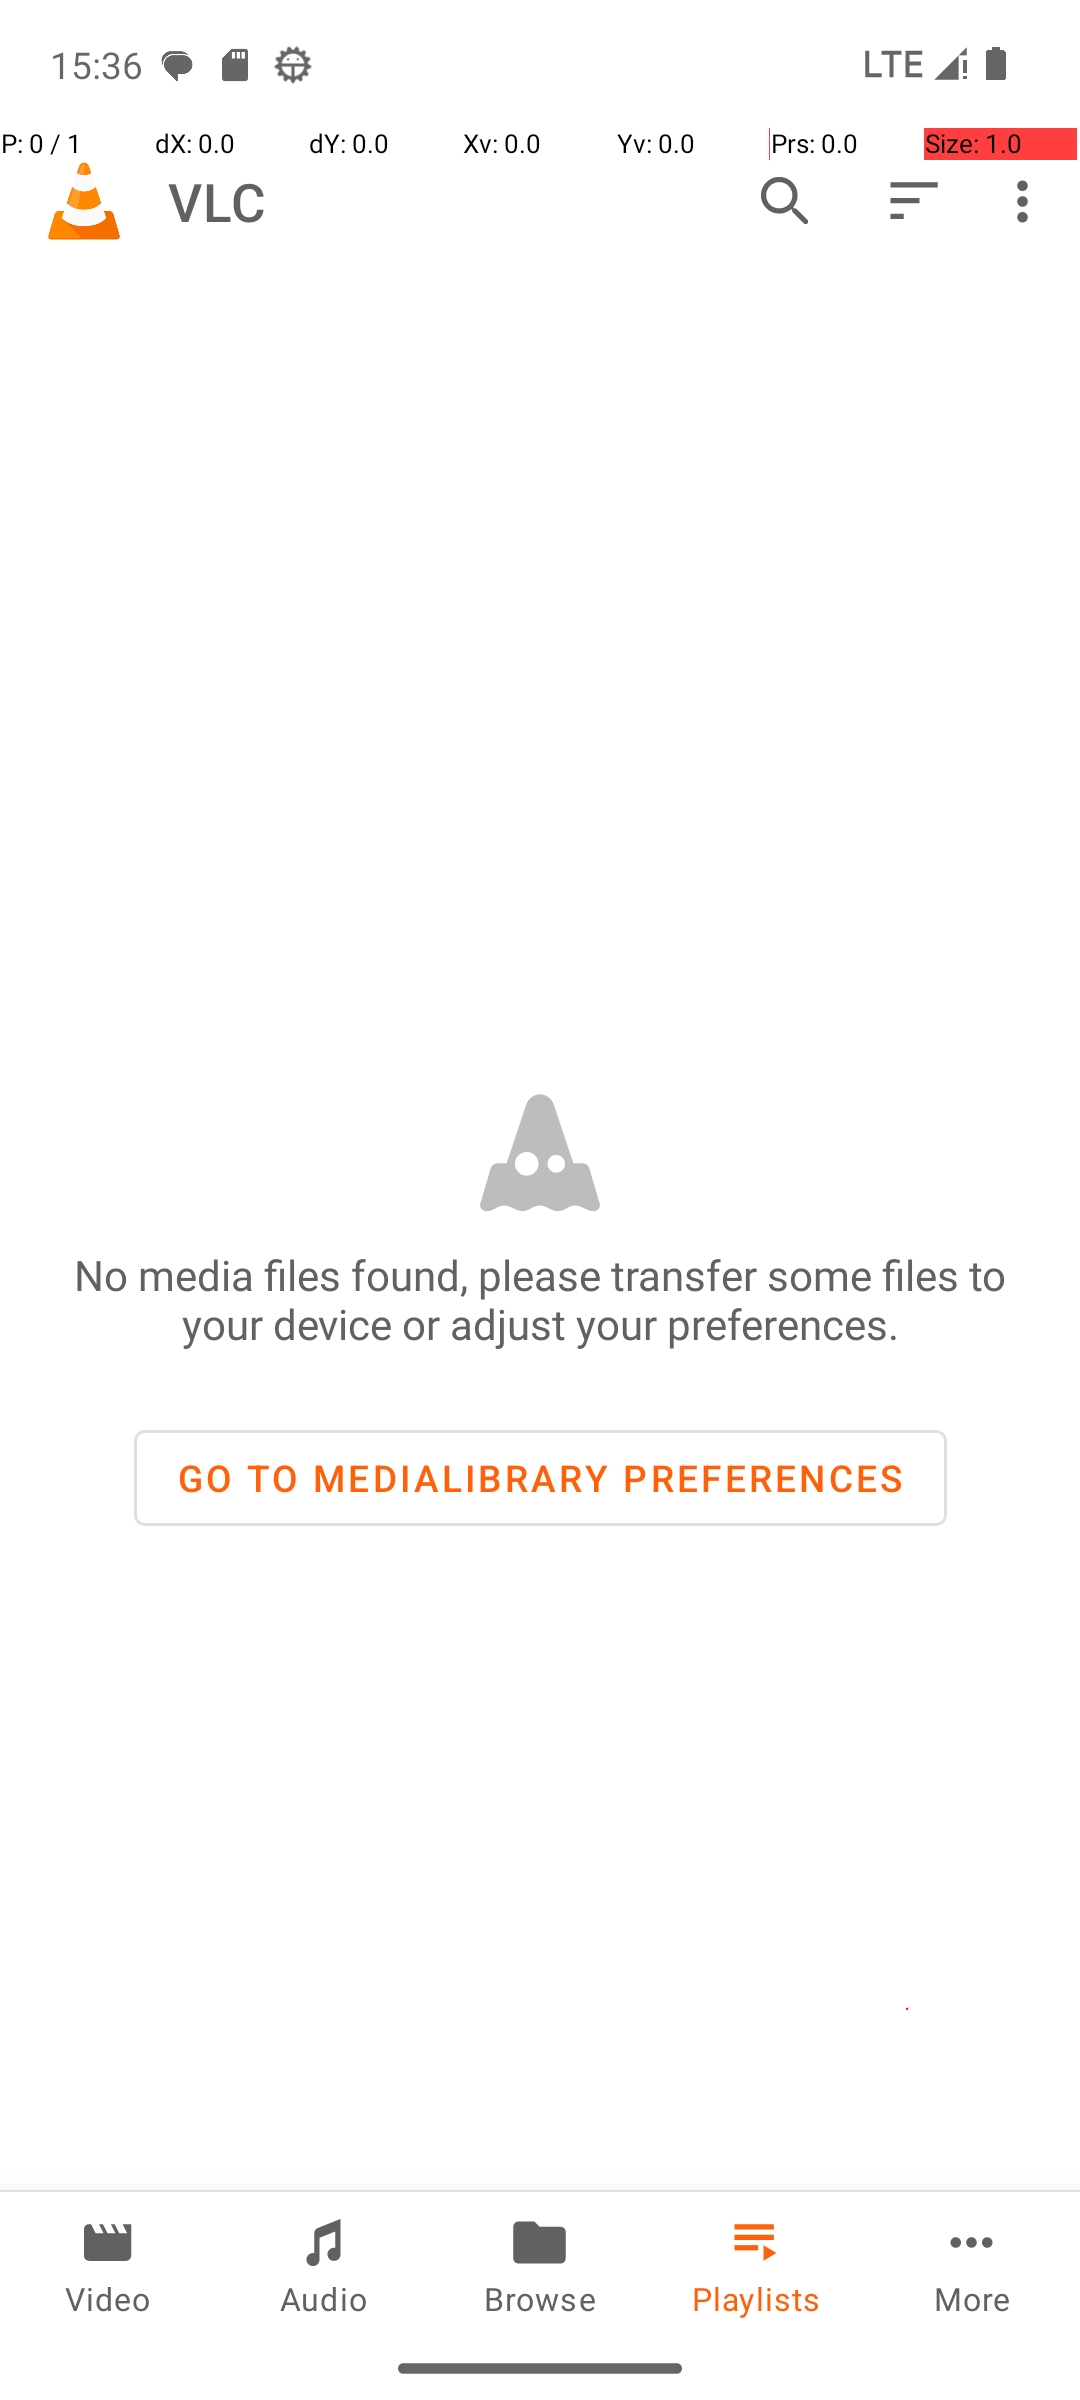 15:36
LTE
P: 0 / 1 dX: 0.0 dY: 0.0 Xv: 0.0 Yv: 0.0 Prs: 0.0 Size: 1.0
VLC
No media files found, please transfer some files to
your device or adjust your preferences.
GO TO MEDIALIBRARY PREFERENCES
Video Audio Browse Playlists More